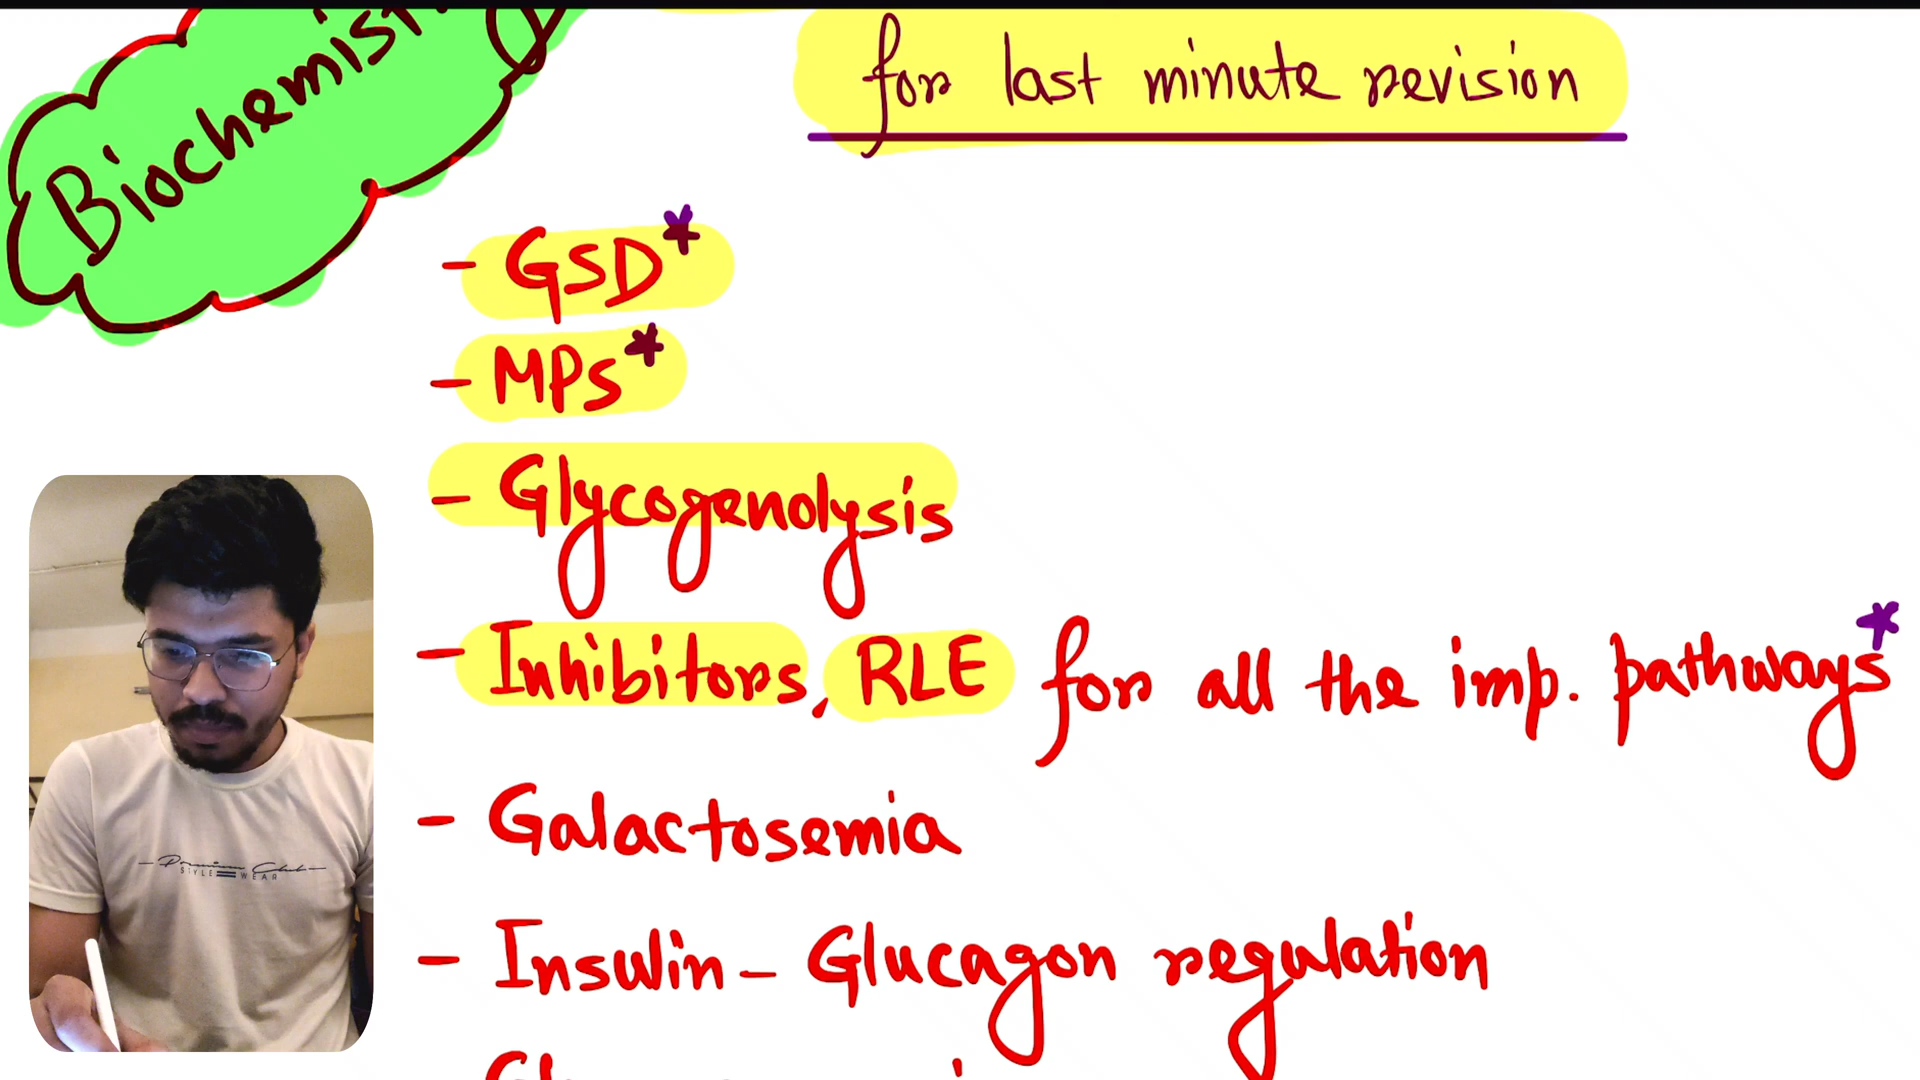 Biochemist
for last minute revision
- GSD*
- MPS*
- Glycogenolysis
- Inhibitors, RLE for all the imp. pathways*
- Galactosemia
- Insulin - Glucagon regulation
STYLE WEAR